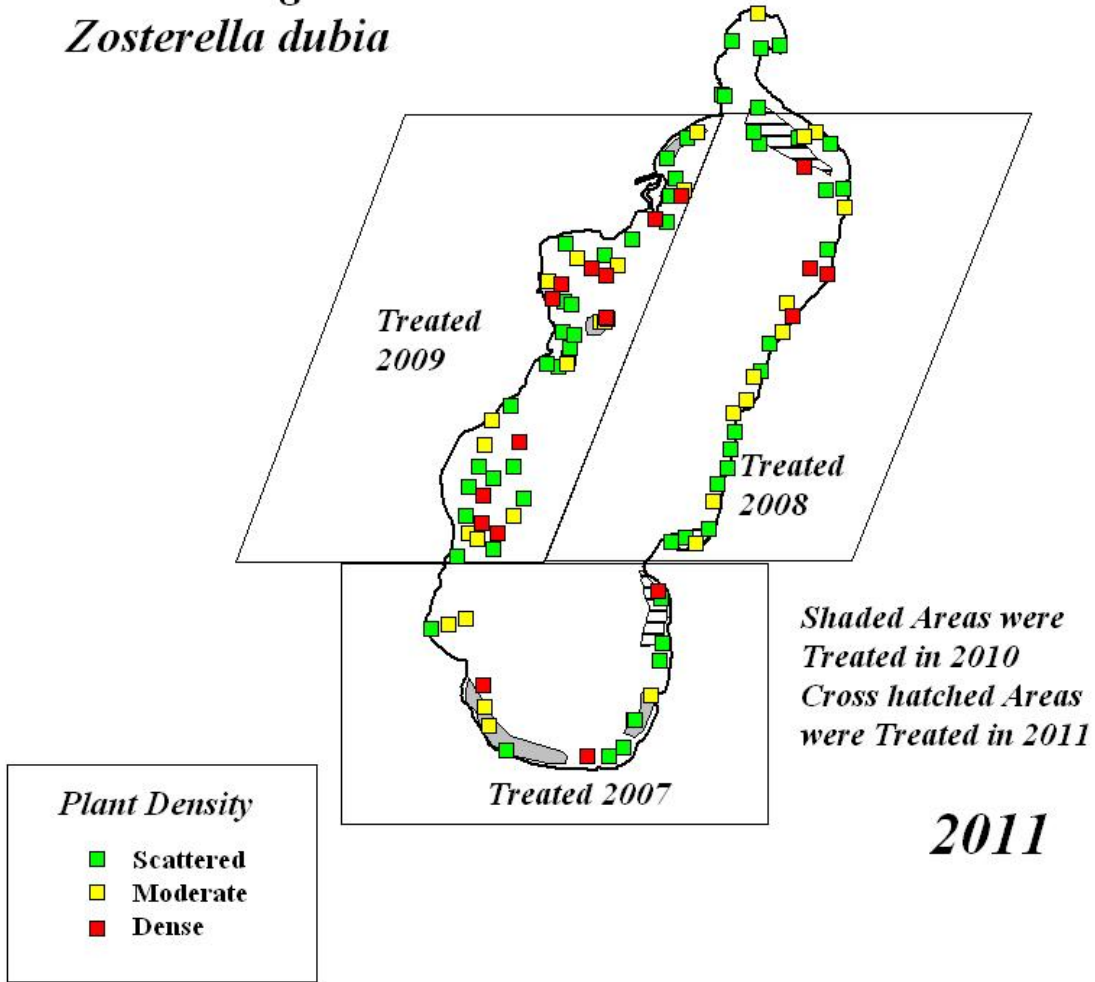 Zosterella dubia
Treated
2009
Treated
2008
Shaded Areas were
Treated in 2010
Cross hatched Areas
were Treated in 2011
Treated 2007
2011
Plant Density
Scattered
Moderate
Dense